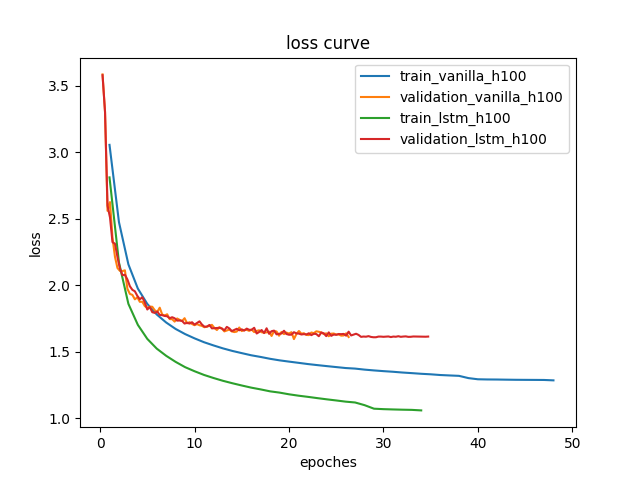 loss curve
train_vanilla_h100
validation_vanilla_h100
train_lstm_h100
validation_lstm_h100
3.5
3.0
2.5
2.0
1.5
1.0
loss
0 10 20 30 40 50
epoches